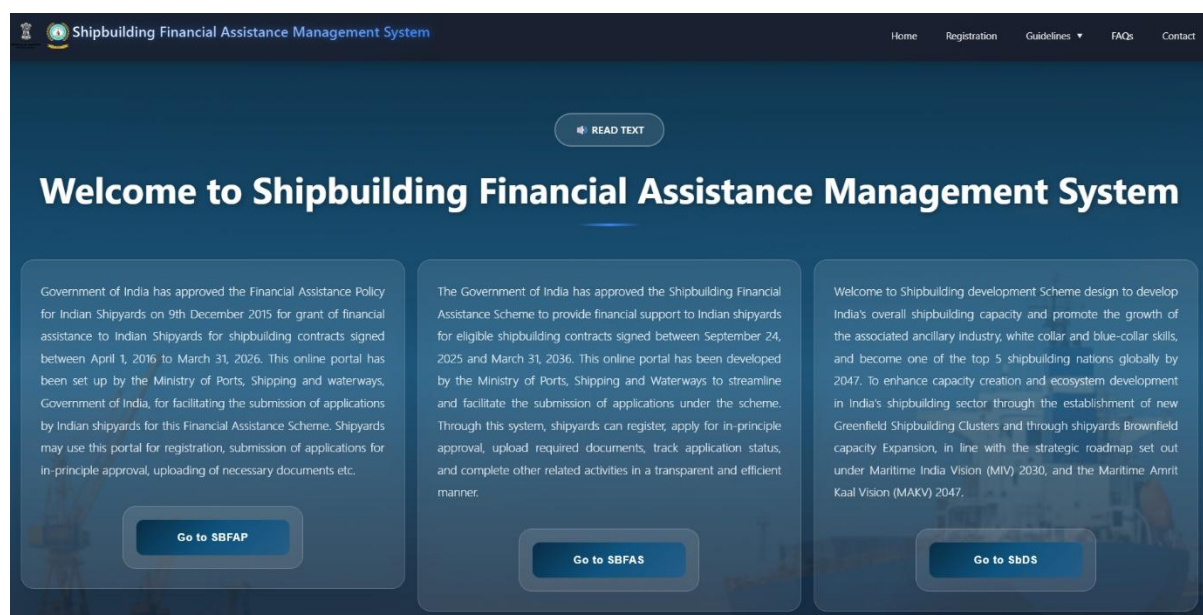 Shipbuilding Financial Assistance Management System
Home Registration Guidelines ▼ FAQs Contact
READ TEXT
Welcome to Shipbuilding Financial Assistance Management System
Government of India has approved the Financial Assistance Policy
for Indian Shipyards on 9th December 2015 for grant of financial
assistance to Indian Shipyards for shipbuilding contracts signed
between April 1, 2016 to March 31, 2026. This online portal has
been set up by the Ministry of Ports, Shipping and waterways,
Government of India, for facilitating the submission of applications
by Indian shipyards for this Financial Assistance Scheme. Shipyards
may use this portal for registration, submission of applications for
in-principle approval, uploading of necessary documents etc.
Go to SBFAP
The Government of India has approved the Shipbuilding Financial
Assistance Scheme to provide financial support to Indian shipyards
for eligible shipbuilding contracts signed between September 24,
2025 and March 31, 2036. This online portal has been developed
by the Ministry of Ports, Shipping and Waterways to streamline
and facilitate the submission of applications under the scheme.
Through this system, shipyards can register, apply for in-principle
approval, upload required documents, track application status,
and complete other related activities in a transparent and efficient
manner.
Go to SBFAS
Welcome to Shipbuilding development Scheme design to develop
India's overall shipbuilding capacity and promote the growth of
the associated ancillary industry, white collar and blue-collar skills,
and become one of the top 5 shipbuilding nations globally by
2047. To enhance capacity creation and ecosystem development
in India's shipbuilding sector through the establishment of new
Greenfield Shipbuilding Clusters and through shipyards Brownfield
capacity Expansion, in line with the strategic roadmap set out
under Maritime India Vision (MIV) 2030, and the Maritime Amrit
Kaal Vision (MAKV) 2047.
Go to SbDS